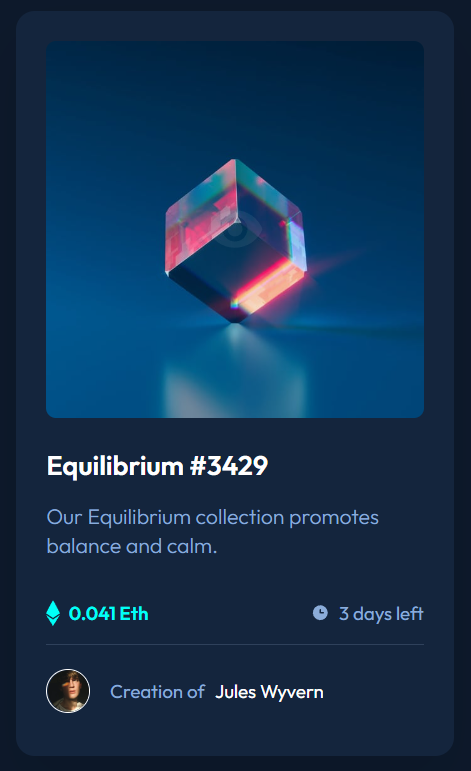 Equilibrium #3429
Our Equilibrium collection promotes
balance and calm.
0.041 Eth
3 days left
Creation of Jules Wyvern